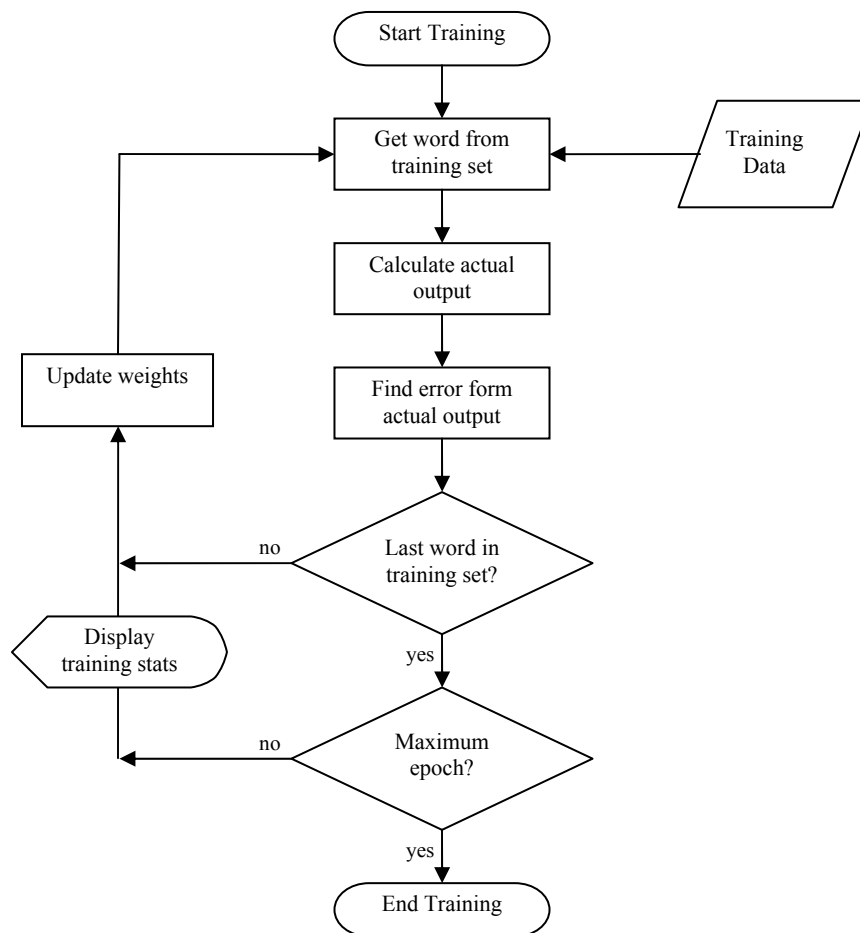 Start Training
Get word from
training set
Training
Data
Calculate actual
output
Update weights
Find error form
actual output
no
Last word in
training set?
Display
training stats
yes
no
Maximum
epoch?
yes
End Training